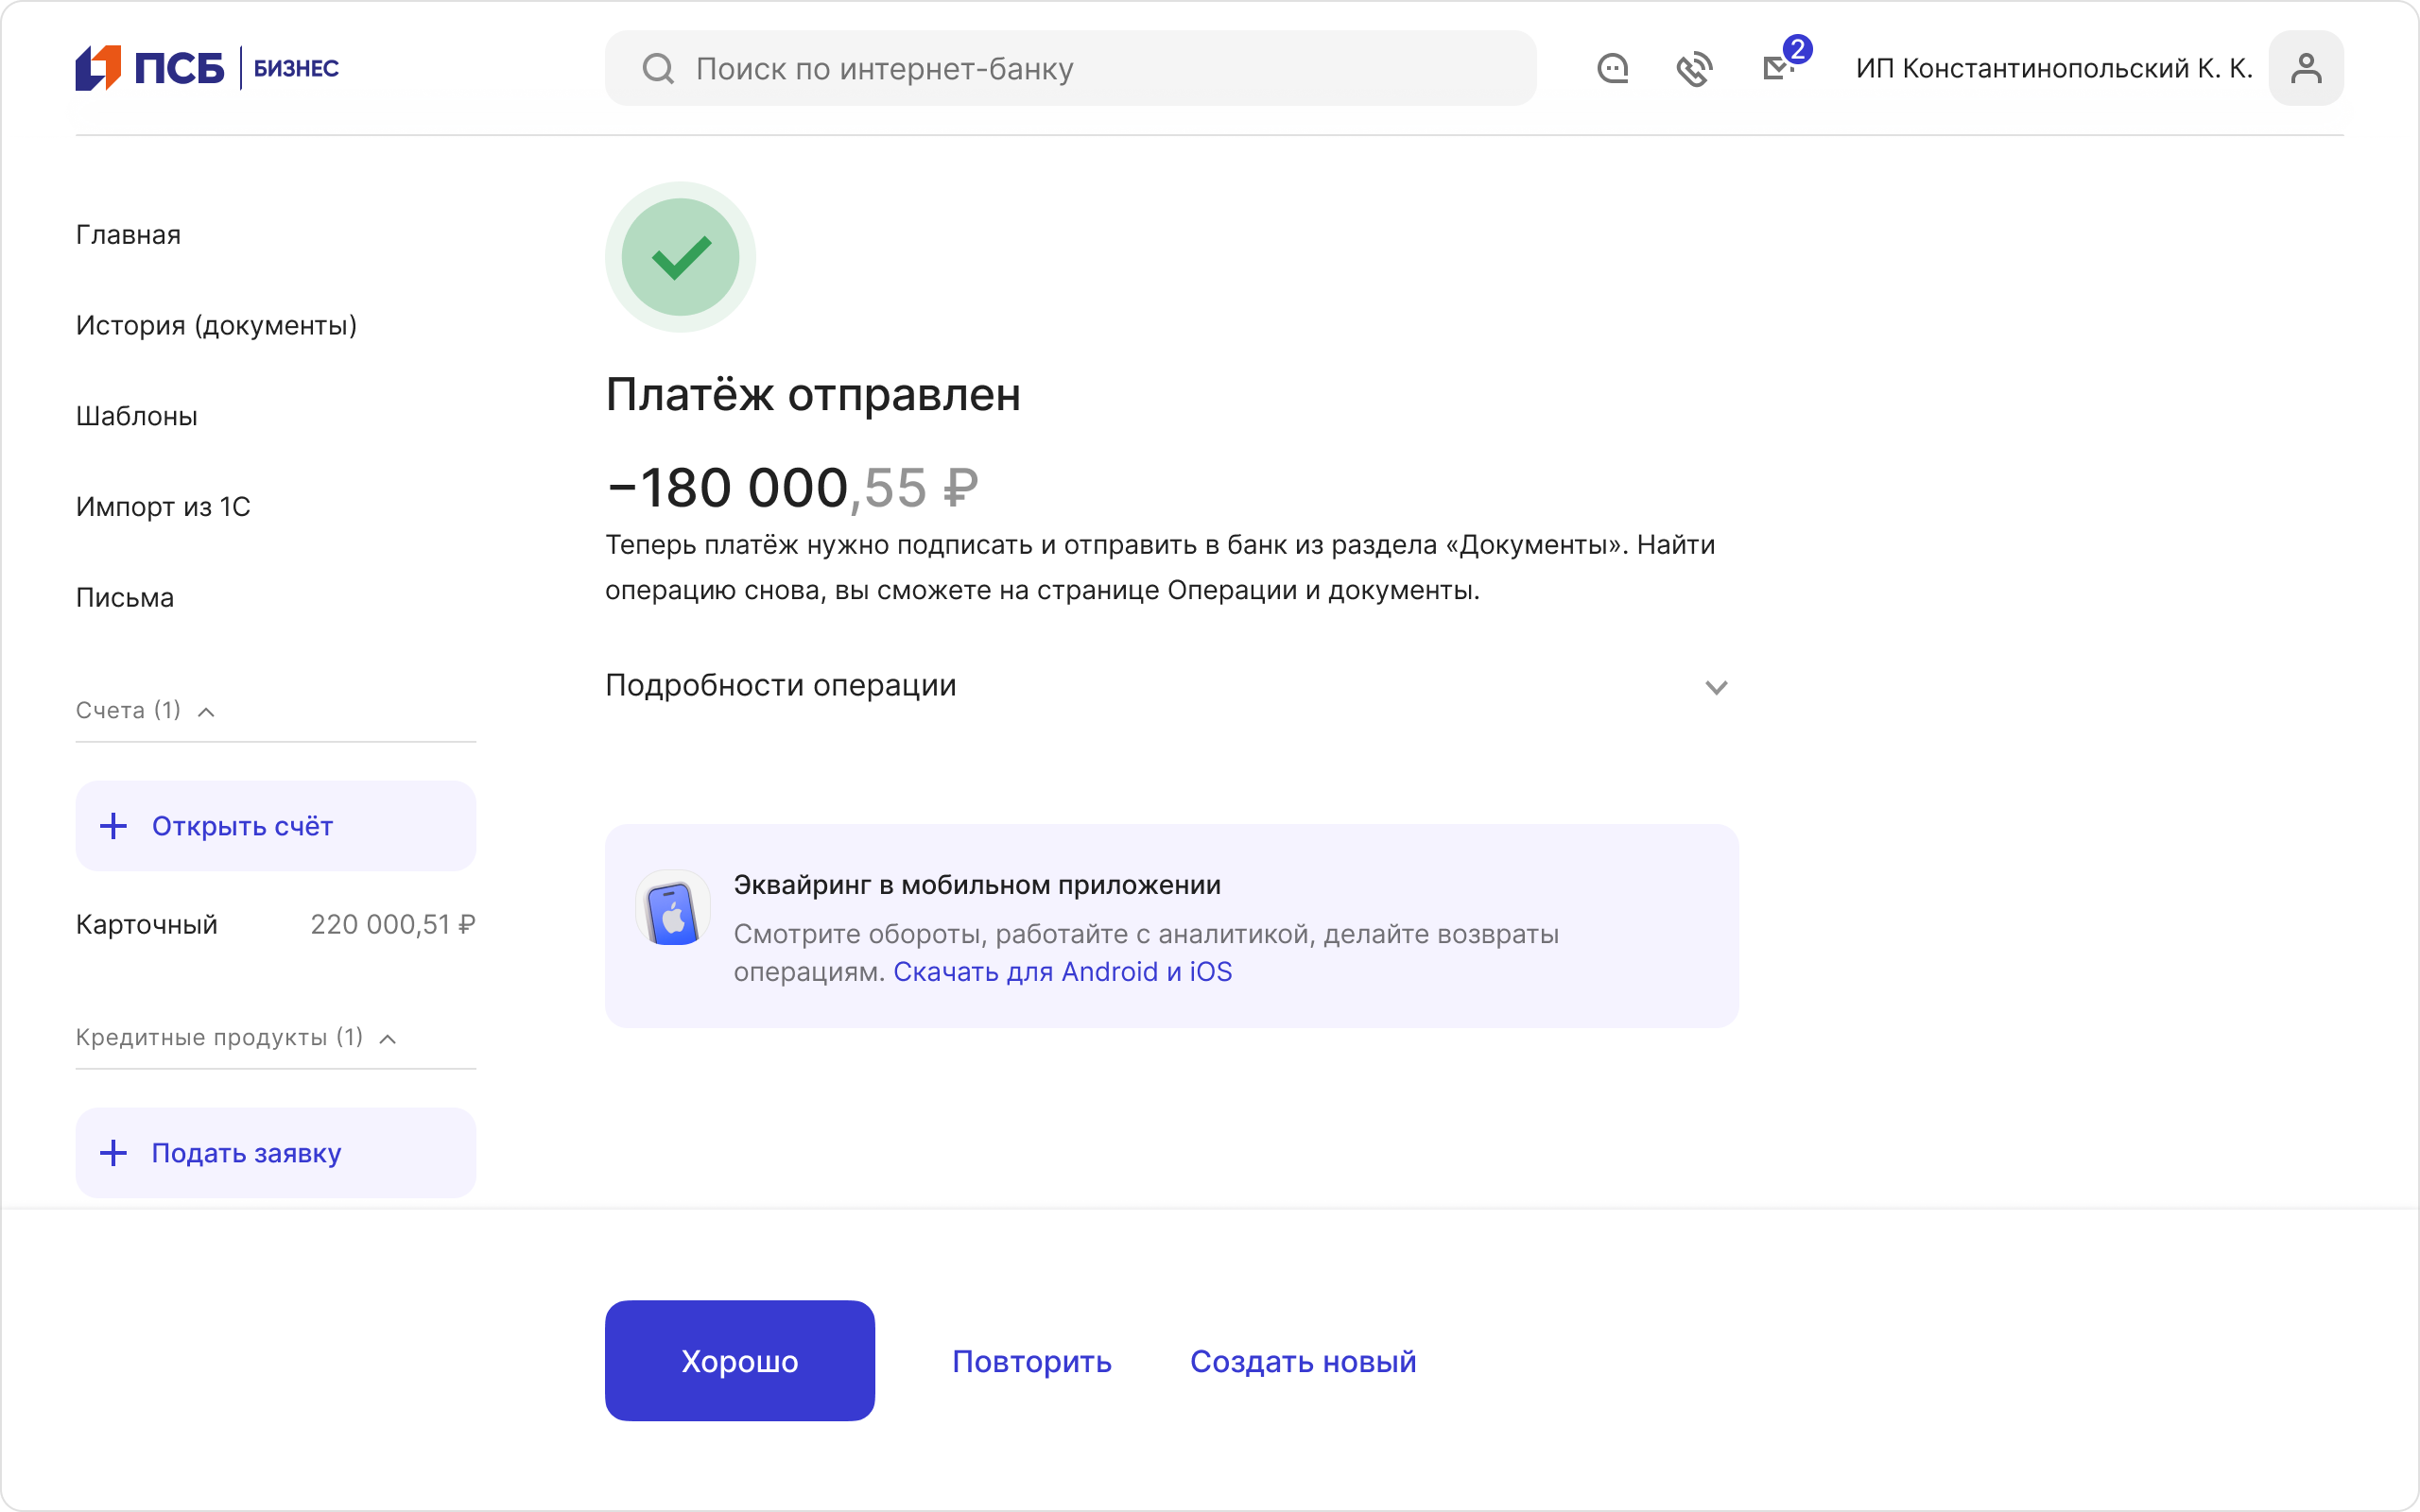 ПСБ БИЗНЕС
Поиск по интернет-банку
2
ИП Константинопольский К. К.
Главная
История (документы)
Шаблоны
Импорт из 1С
Письма
Счета (1)
Открыть счёт
Карточный 220 000,51 ₽
Кредитные продукты (1)
Подать заявку
Платёж отправлен
−180 000,55 ₽
Теперь платёж нужно подписать и отправить в банк из раздела «Документы». Найти
операцию снова, вы сможете на странице Операции и документы.
Подробности операции
Эквайринг в мобильном приложении
Смотрите обороты, работайте с аналитикой, делайте возвраты
операциям. Скачать для Android и iOS
Хорошо
Повторить
Создать новый